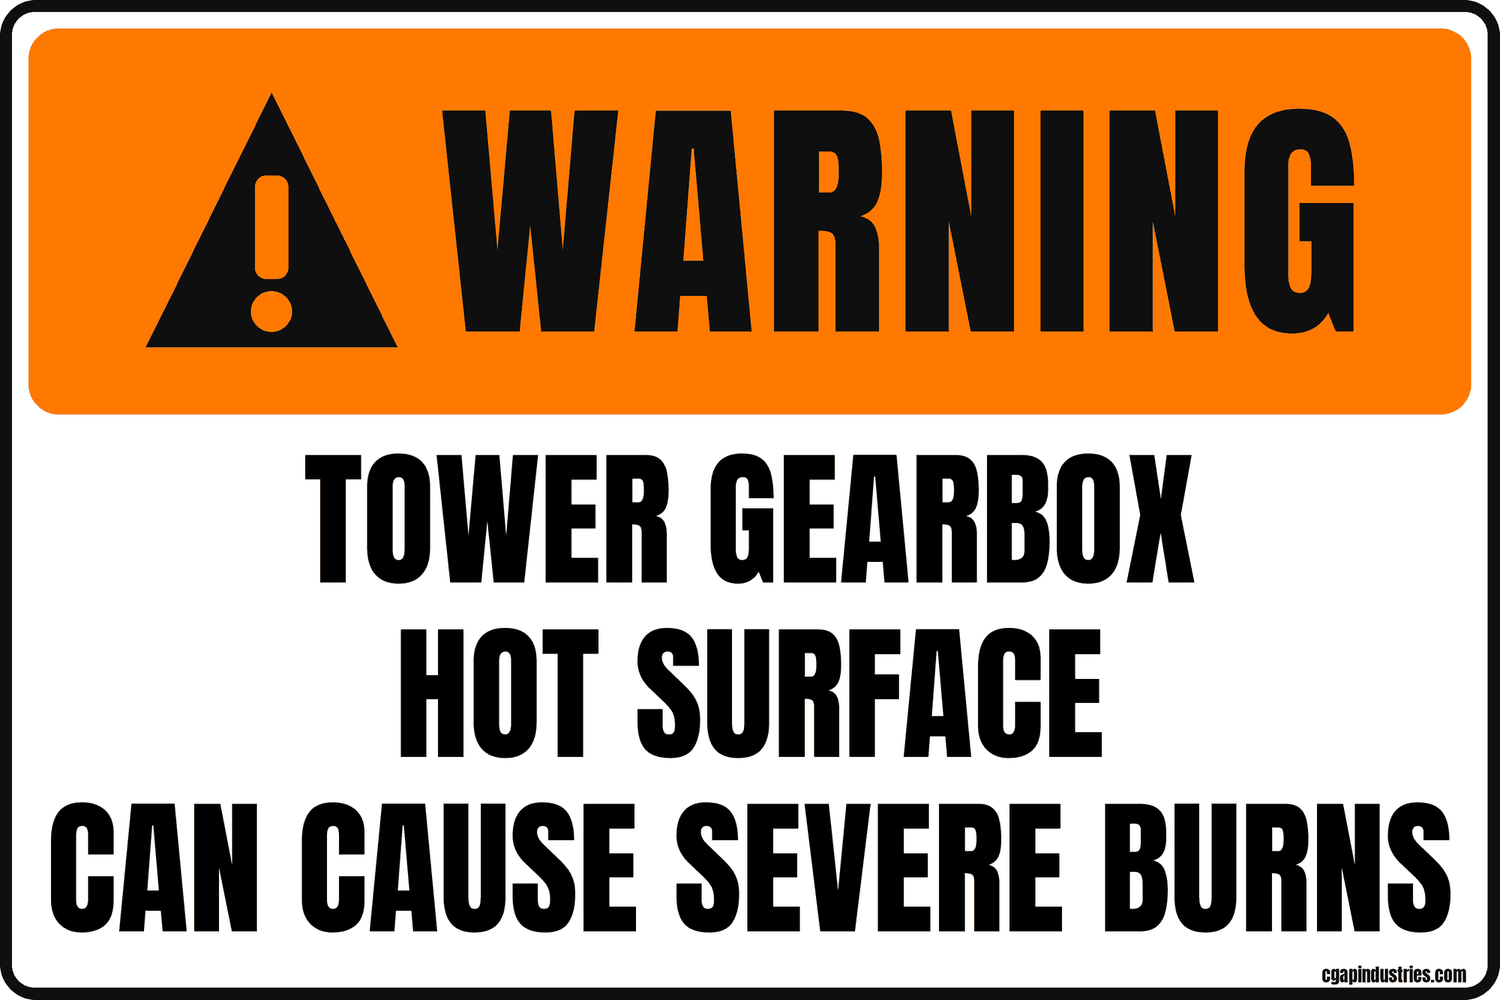 WARNING
TOWER GEARBOX
HOT SURFACE
CAN CAUSE SEVERE BURNS
cgapindustries.com